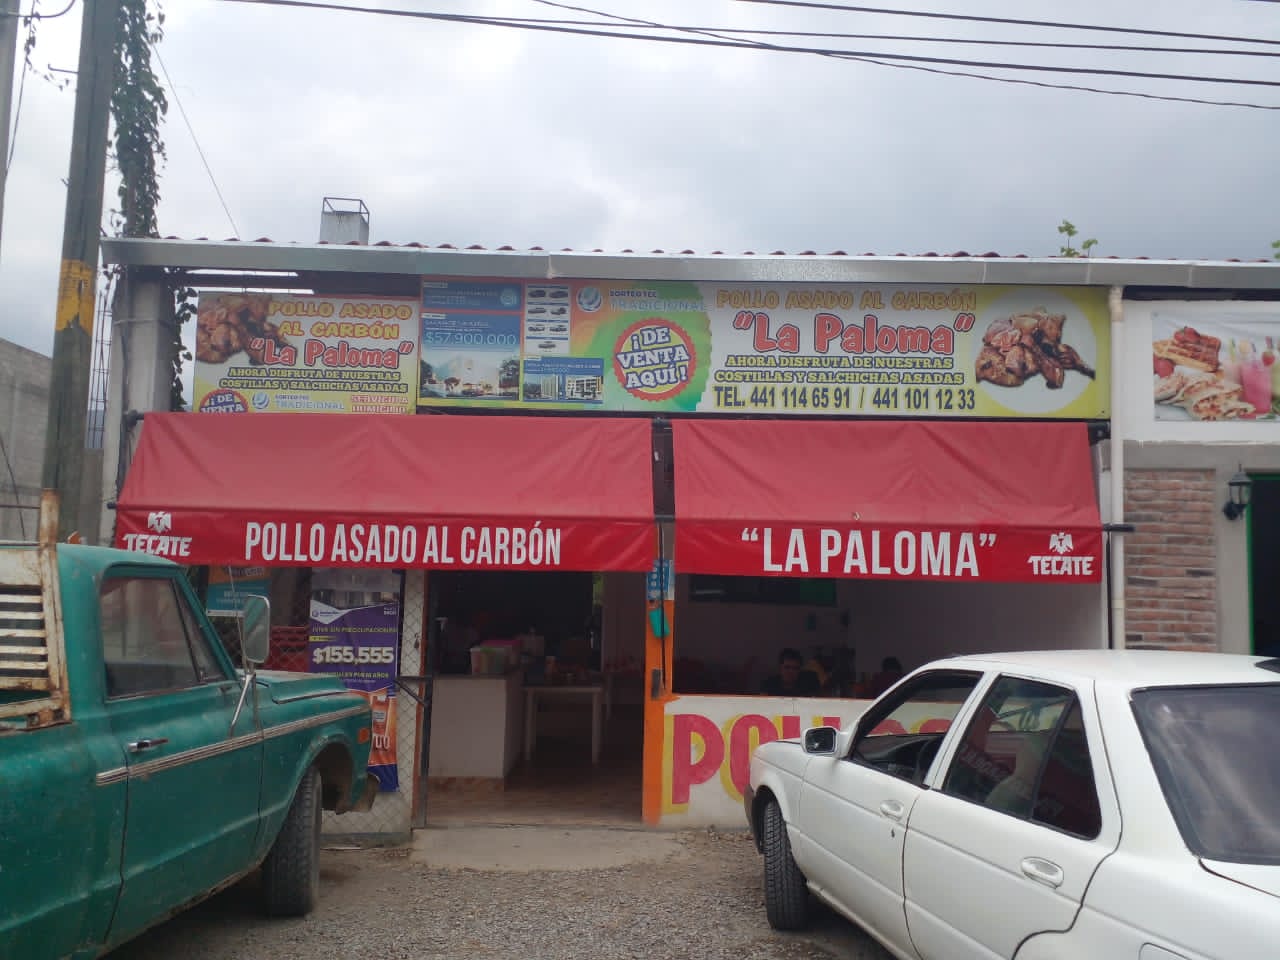 POLLO ASADO
AL CARBÓN
"La Paloma"
AHORA DISFRUTA DE NUESTRAS
COSTILLAS Y SALCHICHAS ASADAS
¡DE
VENTA
SORTEO TEC
TRADICIONAL
SERVICIO A
DOMICILIO
$57,900,000
SORTEO TEC
TRADICIONAL
¡DE
VENTA
AQUÍ!
POLLO ASADO AL CARBÓN
"La Paloma"
AHORA DISFRUTA DE NUESTRAS
COSTILLAS Y SALCHICHAS ASADAS
TEL. 441 114 65 91 / 441 101 12 33
TECATE
POLLO ASADO AL CARBÓN
"LA PALOMA"
TECATE
VIVE SIN PREOCUPACIONES
$155,555